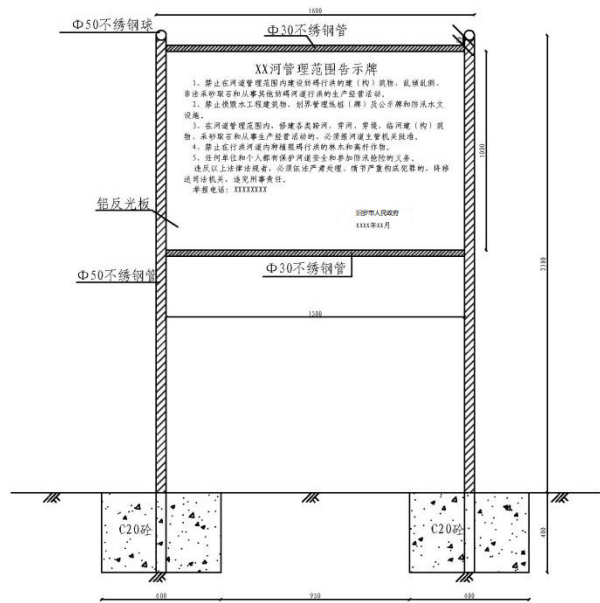 1600
Φ50不绣钢球
Φ30不绣钢管
XX河管理范围告示牌
1、禁止在河道管理范围内建设妨碍行洪的建（构）筑物、乱倾乱倒、
非法采砂取石和从事其他妨碍河道行洪的生产经营活动。
2、禁止损毁水工程建筑物、划界管理线桩（牌）及公示牌和防汛水文
设施。
3、在河道管理范围内，修建各类跨河、穿河、穿堤、临河建（构）筑
物、采砂取石和从事生产经营活动的，必须报河道主管机关批准。
4、禁止在行洪河道内种植阻碍行洪的林木和高杆作物。
5、任何单位和个人都有保护河道安全和参加防汛抢险的义务。
违反以上法律法规者，必须依法严肃处理，情节严重构成犯罪的，将移
送司法机关，追究刑事责任。
举报电话：XXXXXXXX
汨罗市人民政府
xxxx年xx月
1000
铝反光板
Φ50不绣钢管
Φ30不绣钢管
2100
1500
C20砼
C20砼
400
600
950
600